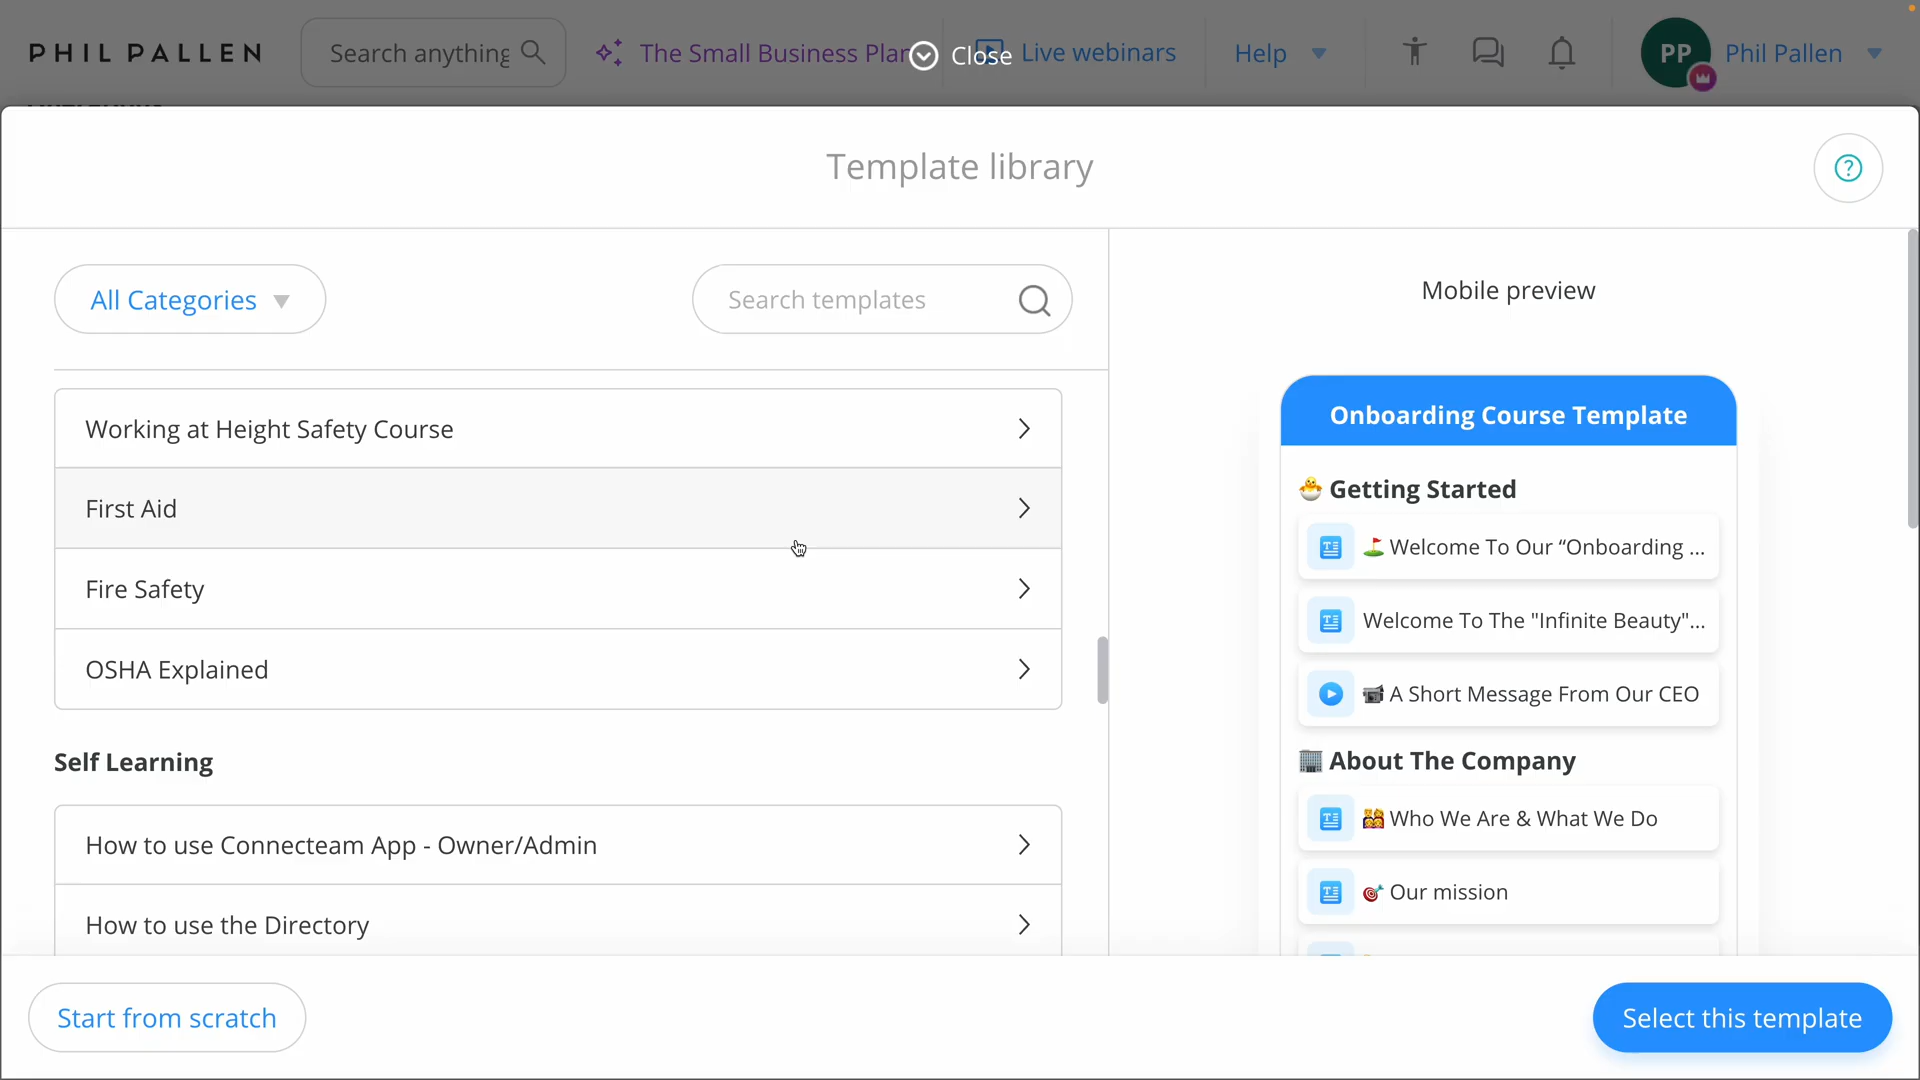 PHIL PALLEN
Search anything
The Small Business Plan
Close
Live webinars
Help
PP
Phil Pallen
Template library
All Categories
Search templates
Mobile preview
Working at Height Safety Course
First Aid
Fire Safety
OSHA Explained
Self Learning
How to use Connecteam App - Owner/Admin
How to use the Directory
Onboarding Course Template
🐣 Getting Started
⛳ Welcome To Our “Onboarding ...
Welcome To The "Infinite Beauty"...
📹 A Short Message From Our CEO
🏢 About The Company
👨‍👩‍👧‍👦 Who We Are & What We Do
🎯 Our mission
Start from scratch
Select this template